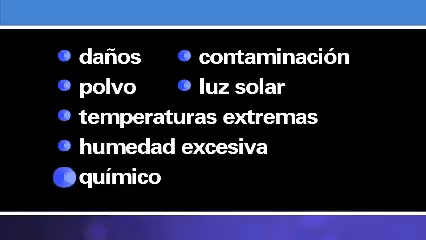 daños contaminación
polvo luz solar
temperaturas extremas
humedad excesiva
químico